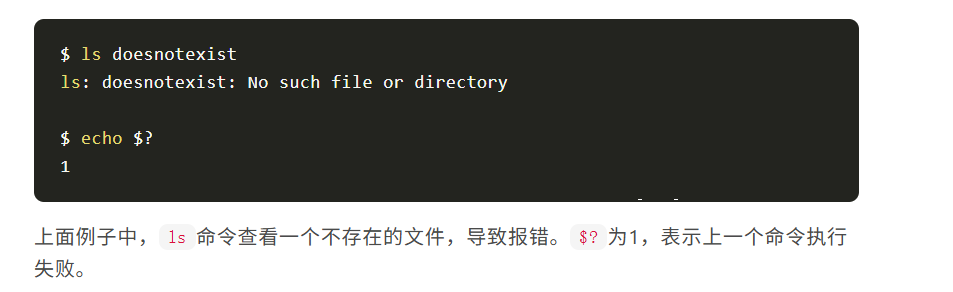 $ ls doesnotexist
ls: doesnotexist: No such file or directory
$ echo $?
1
上面例子中，ls命令查看一个不存在的文件，导致报错。$?为1，表示上一个命令执行
失败。